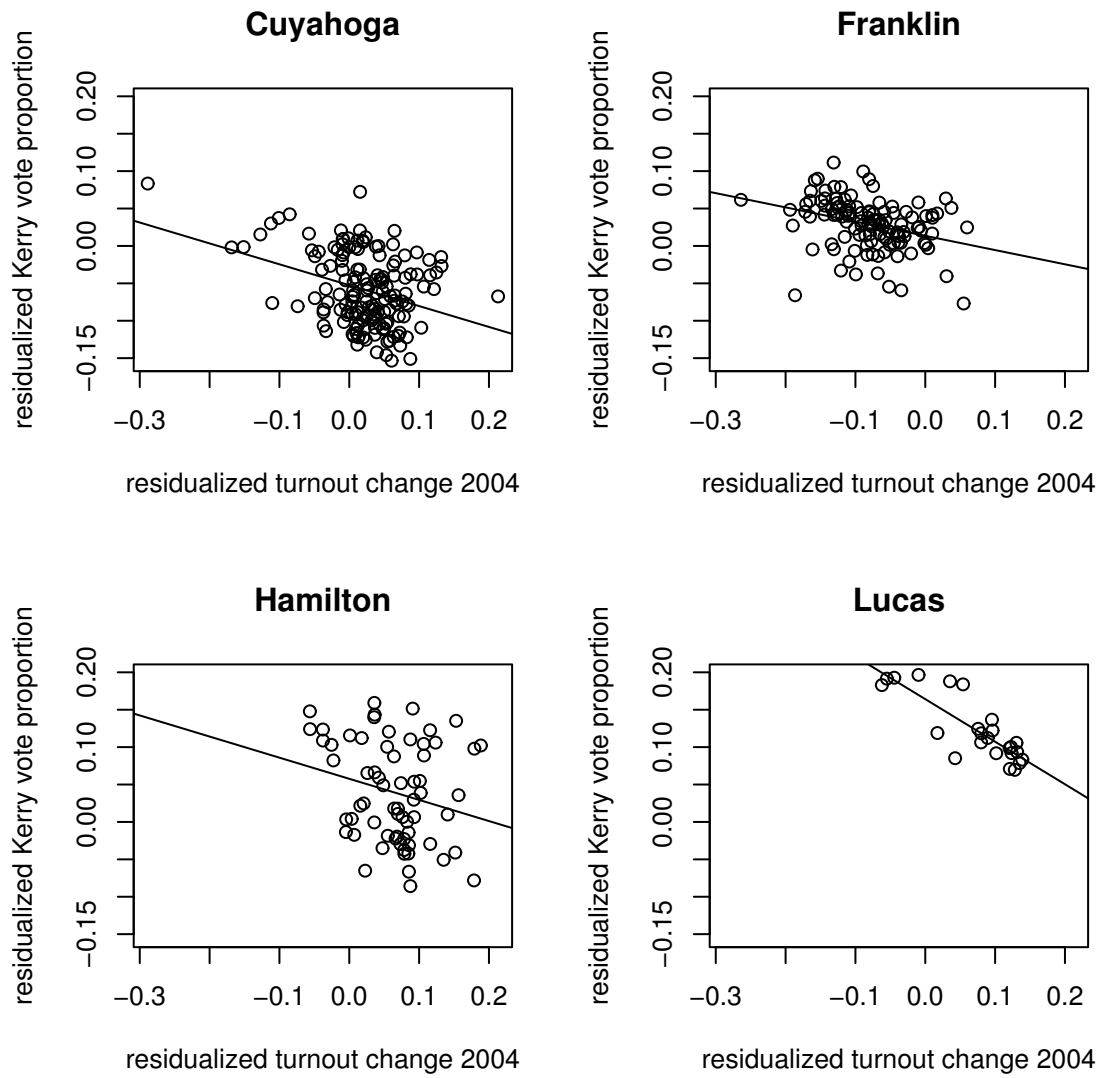 Cuyahoga
residualized Kerry vote proportion
0.20
0.10
0.00
−0.15
−0.3 −0.1 0.0 0.1 0.2
residualized turnout change 2004
Franklin
residualized Kerry vote proportion
0.20
0.10
0.00
−0.15
−0.3 −0.1 0.0 0.1 0.2
residualized turnout change 2004
Hamilton
residualized Kerry vote proportion
0.20
0.10
0.00
−0.15
−0.3 −0.1 0.0 0.1 0.2
residualized turnout change 2004
Lucas
residualized Kerry vote proportion
0.20
0.10
0.00
−0.15
−0.3 −0.1 0.0 0.1 0.2
residualized turnout change 2004